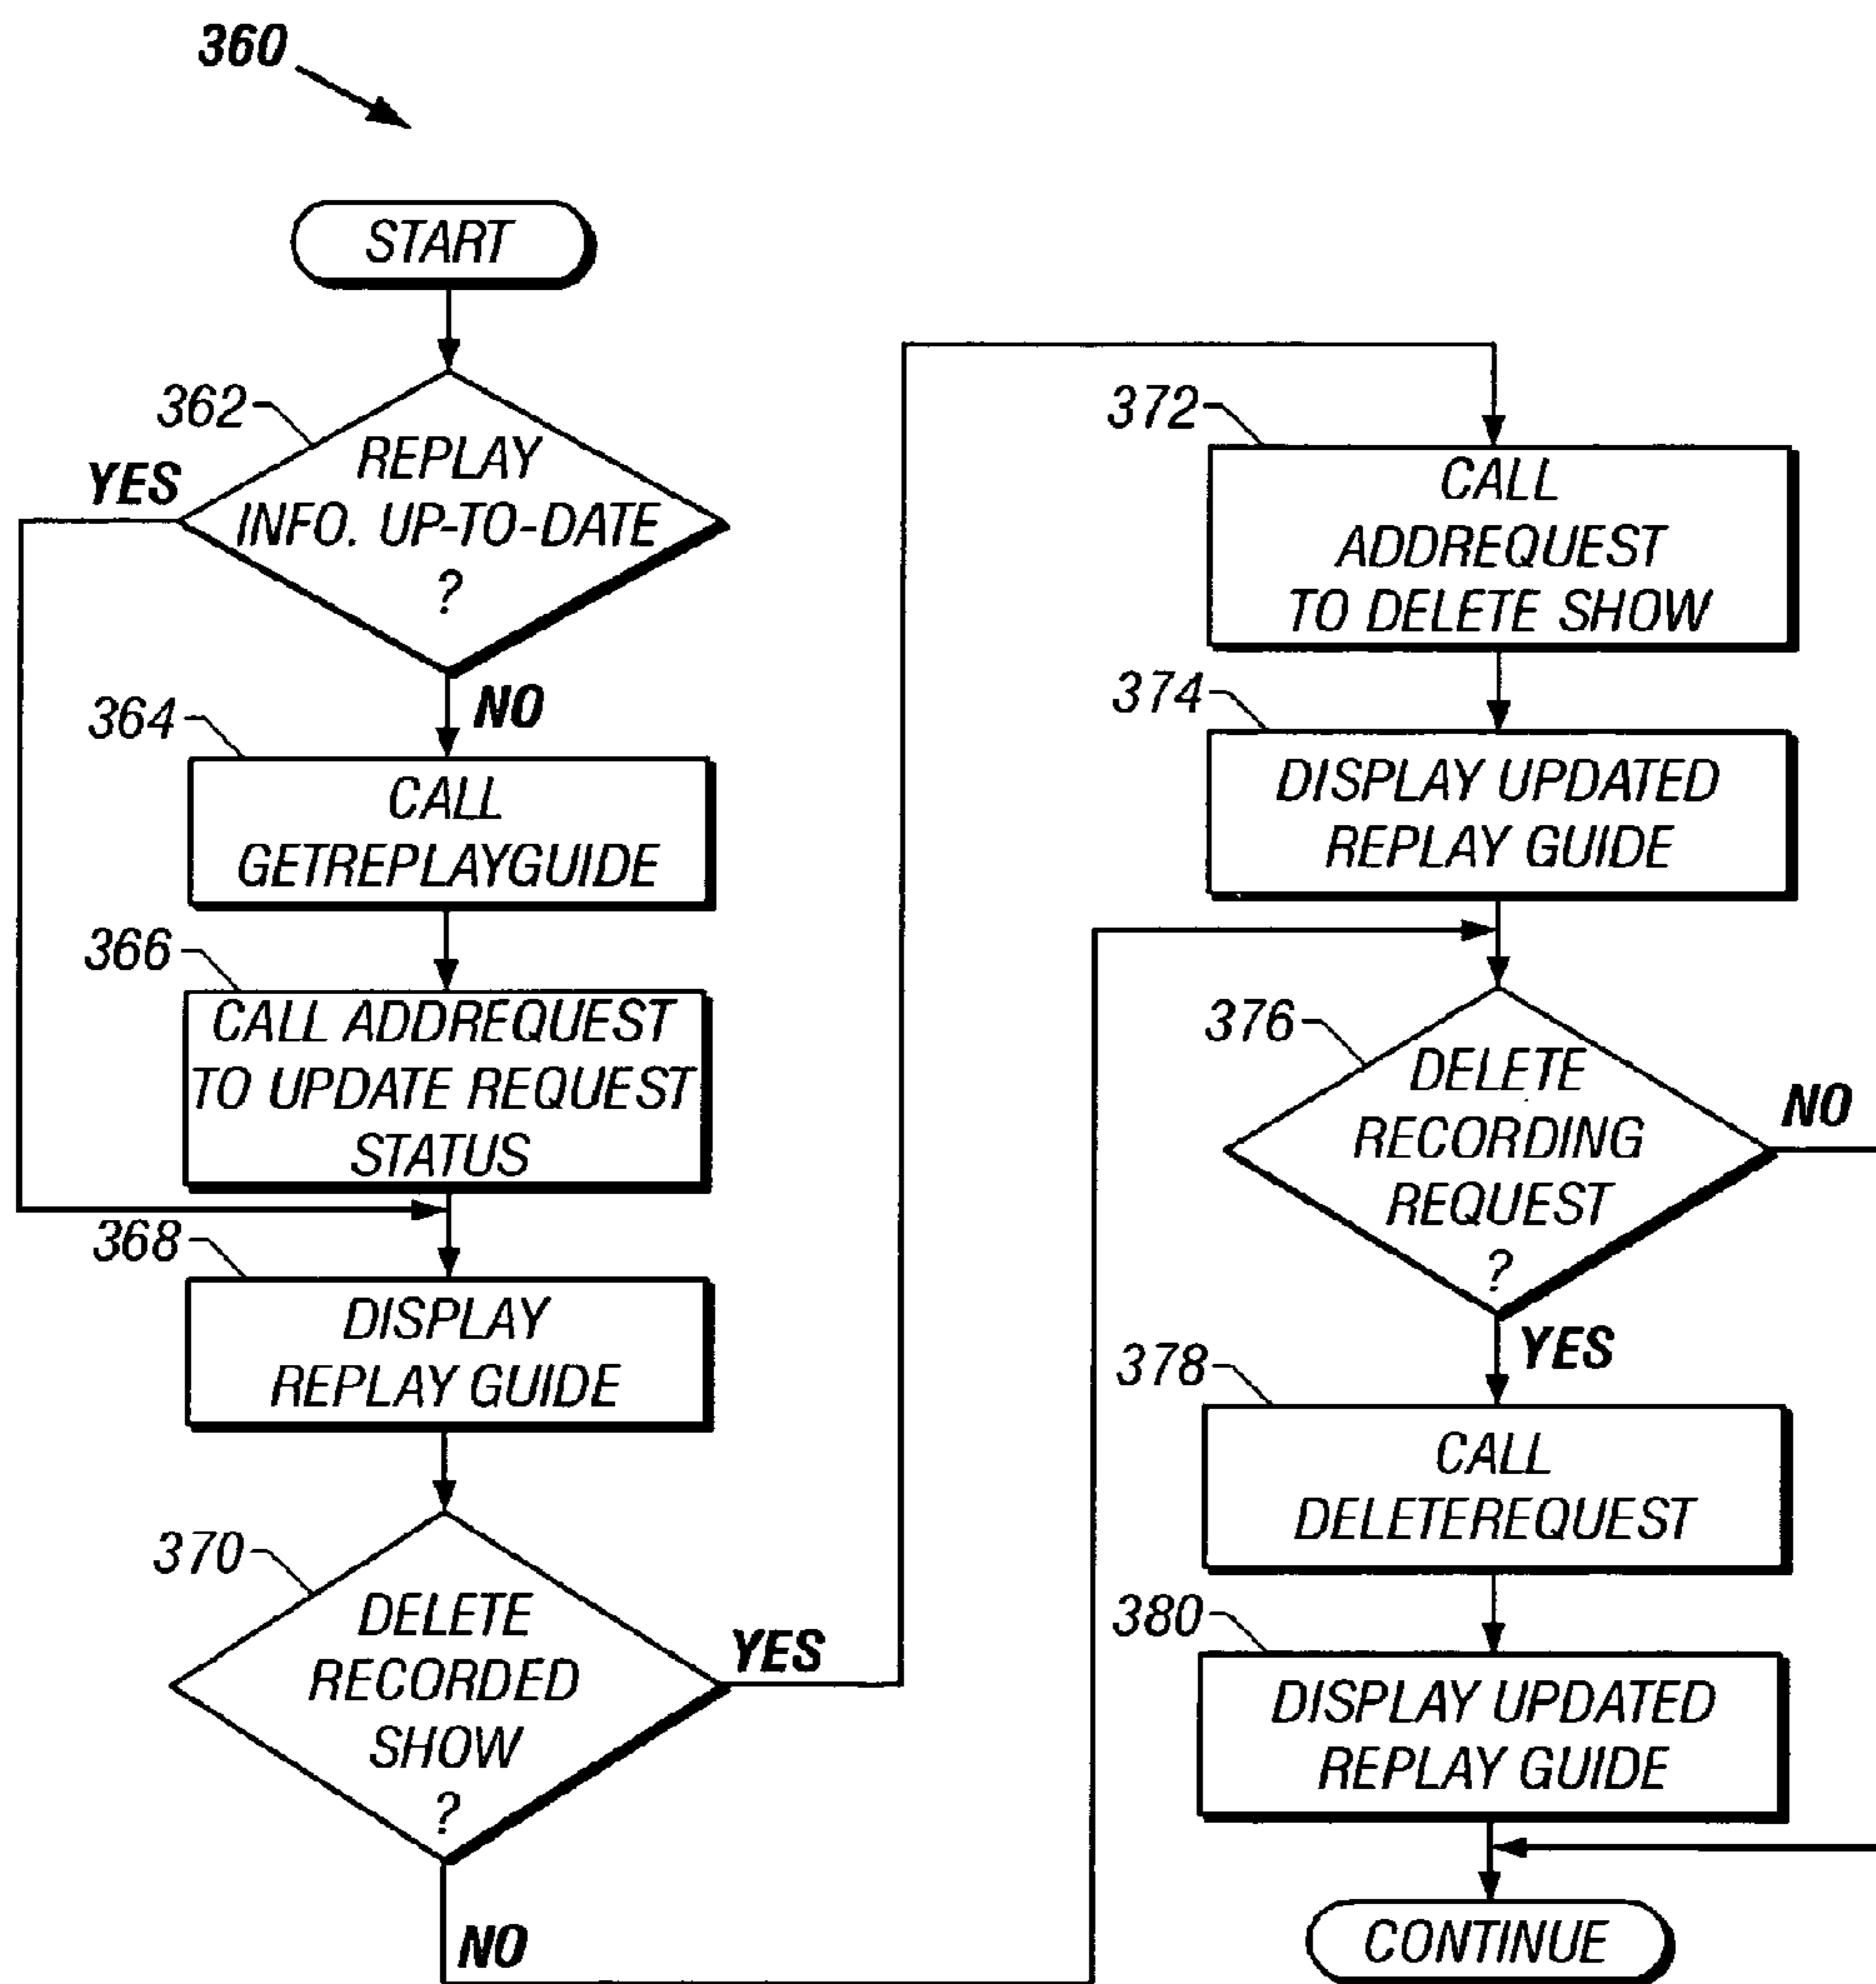 360
START
362
REPLAY
INFO. UP-TO-DATE
?
YES
NO
364
CALL
GETREPLAYGUIDE
366
CALL ADDREQUEST
TO UPDATE REQUEST
STATUS
368
DISPLAY
REPLAY GUIDE
370
DELETE
RECORDED
SHOW
?
YES
NO
372
CALL
ADDREQUEST
TO DELETE SHOW
374
DISPLAY UPDATED
REPLAY GUIDE
376
DELETE
RECORDING
REQUEST
?
NO
YES
378
CALL
DELETEREQUEST
380
DISPLAY UPDATED
REPLAY GUIDE
CONTINUE